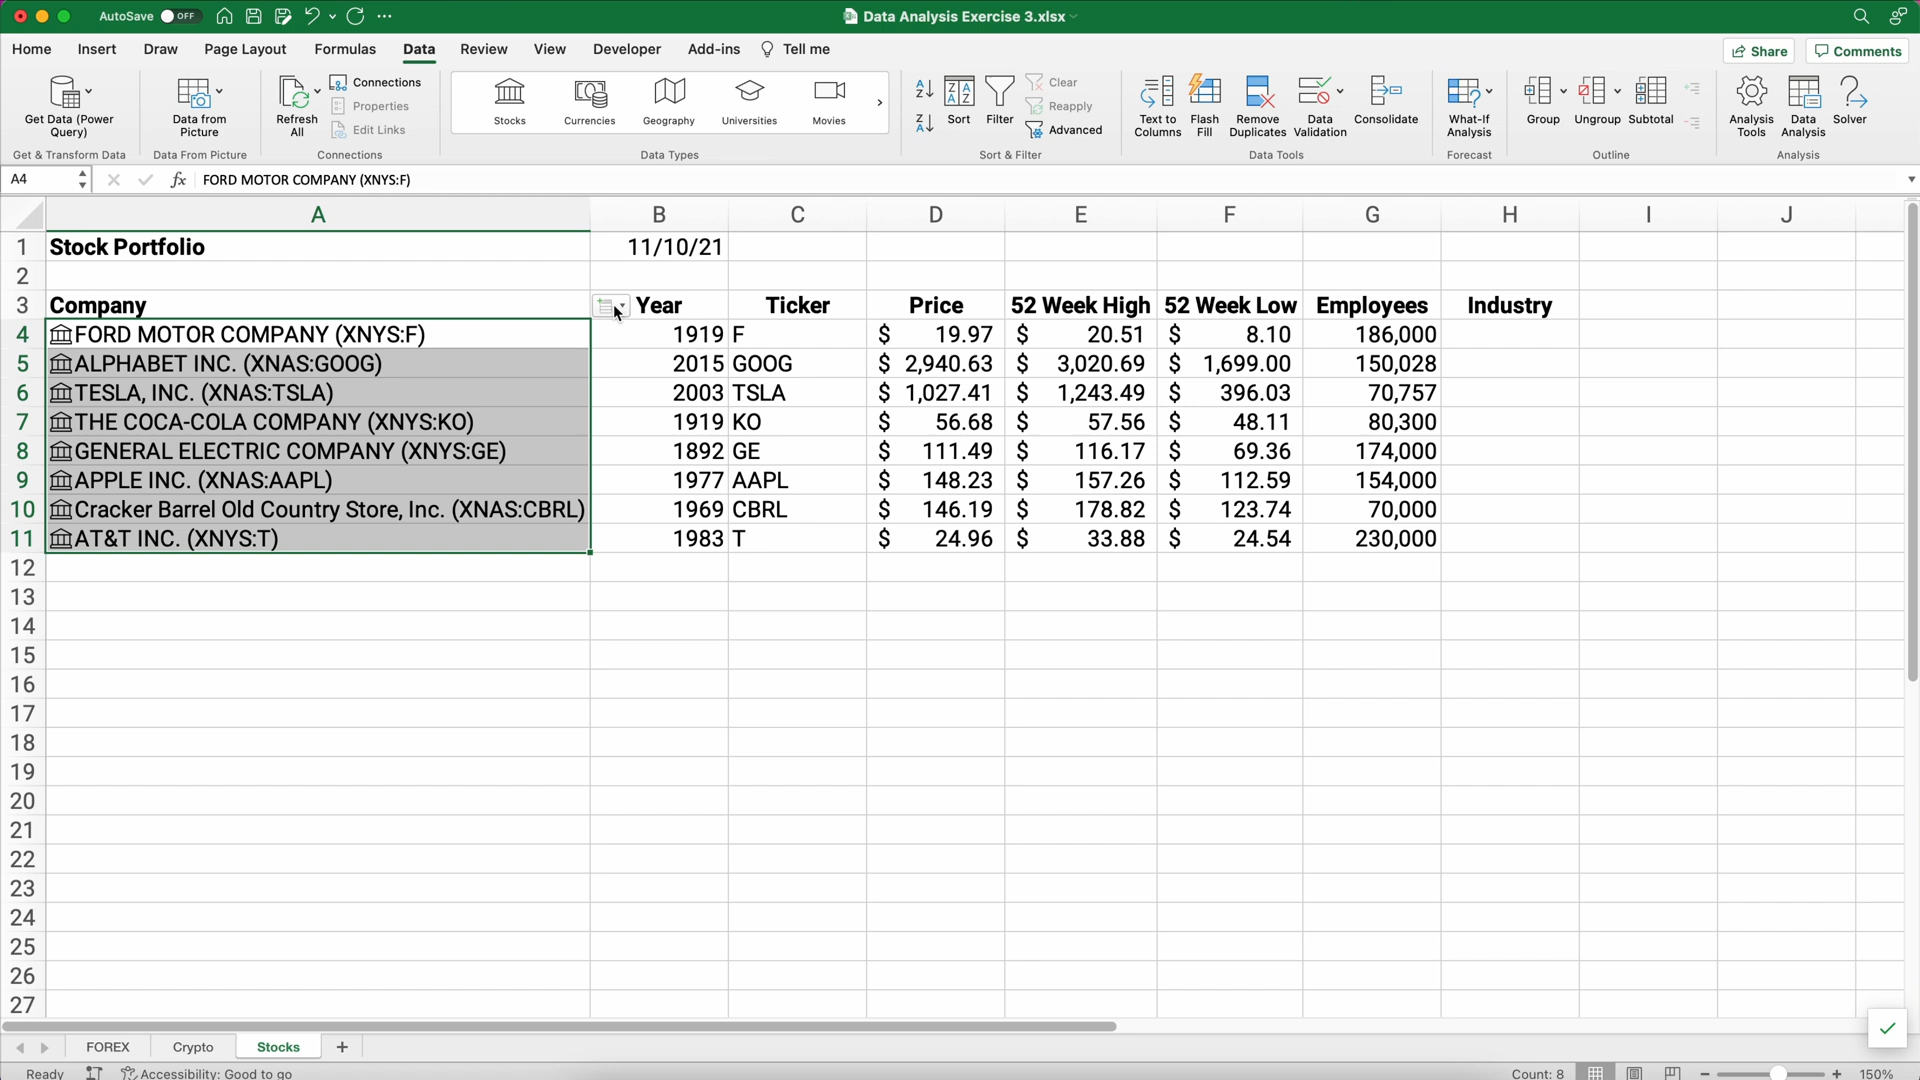 AutoSave OFF Data Analysis Exercise 3.xlsx
Home Insert Draw Page Layout Formulas Data Review View Developer Add-ins Tell me Share Comments
Get Data (Power Query)
Data from Picture
Refresh All
Connections
Properties
Edit Links
Stocks Currencies Geography Universities Movies
Sort Filter
Clear
Reapply
Advanced
Text to Columns
Flash Fill
Remove Duplicates
Data Validation
Consolidate
What-If Analysis
Group Ungroup Subtotal
Analysis Tools
Data Analysis
Solver
Get & Transform Data Data From Picture Connections Data Types Sort & Filter Data Tools Forecast Outline Analysis
A4 fx FORD MOTOR COMPANY (XNYS:F)
A B C D E F G H I J
1 Stock Portfolio 11/10/21
2
3 Company Year Ticker Price 52 Week High 52 Week Low Employees Industry
4 FORD MOTOR COMPANY (XNYS:F) 1919 F $ 19.97 $ 20.51 $ 8.10 186,000
5 ALPHABET INC. (XNAS:GOOG) 2015 GOOG $ 2,940.63 $ 3,020.69 $ 1,699.00 150,028
6 TESLA, INC. (XNAS:TSLA) 2003 TSLA $ 1,027.41 $ 1,243.49 $ 396.03 70,757
7 THE COCA-COLA COMPANY (XNYS:KO) 1919 KO $ 56.68 $ 57.56 $ 48.11 80,300
8 GENERAL ELECTRIC COMPANY (XNYS:GE) 1892 GE $ 111.49 $ 116.17 $ 69.36 174,000
9 APPLE INC. (XNAS:AAPL) 1977 AAPL $ 148.23 $ 157.26 $ 112.59 154,000
10 Cracker Barrel Old Country Store, Inc. (XNAS:CBRL) 1969 CBRL $ 146.19 $ 178.82 $ 123.74 70,000
11 AT&T INC. (XNYS:T) 1983 T $ 24.96 $ 33.88 $ 24.54 230,000
12
13
14
15
16
17
18
19
20
21
22
23
24
25
26
27
FOREX Crypto Stocks +
Ready Accessibility: Good to go Count: 8 − + 150%